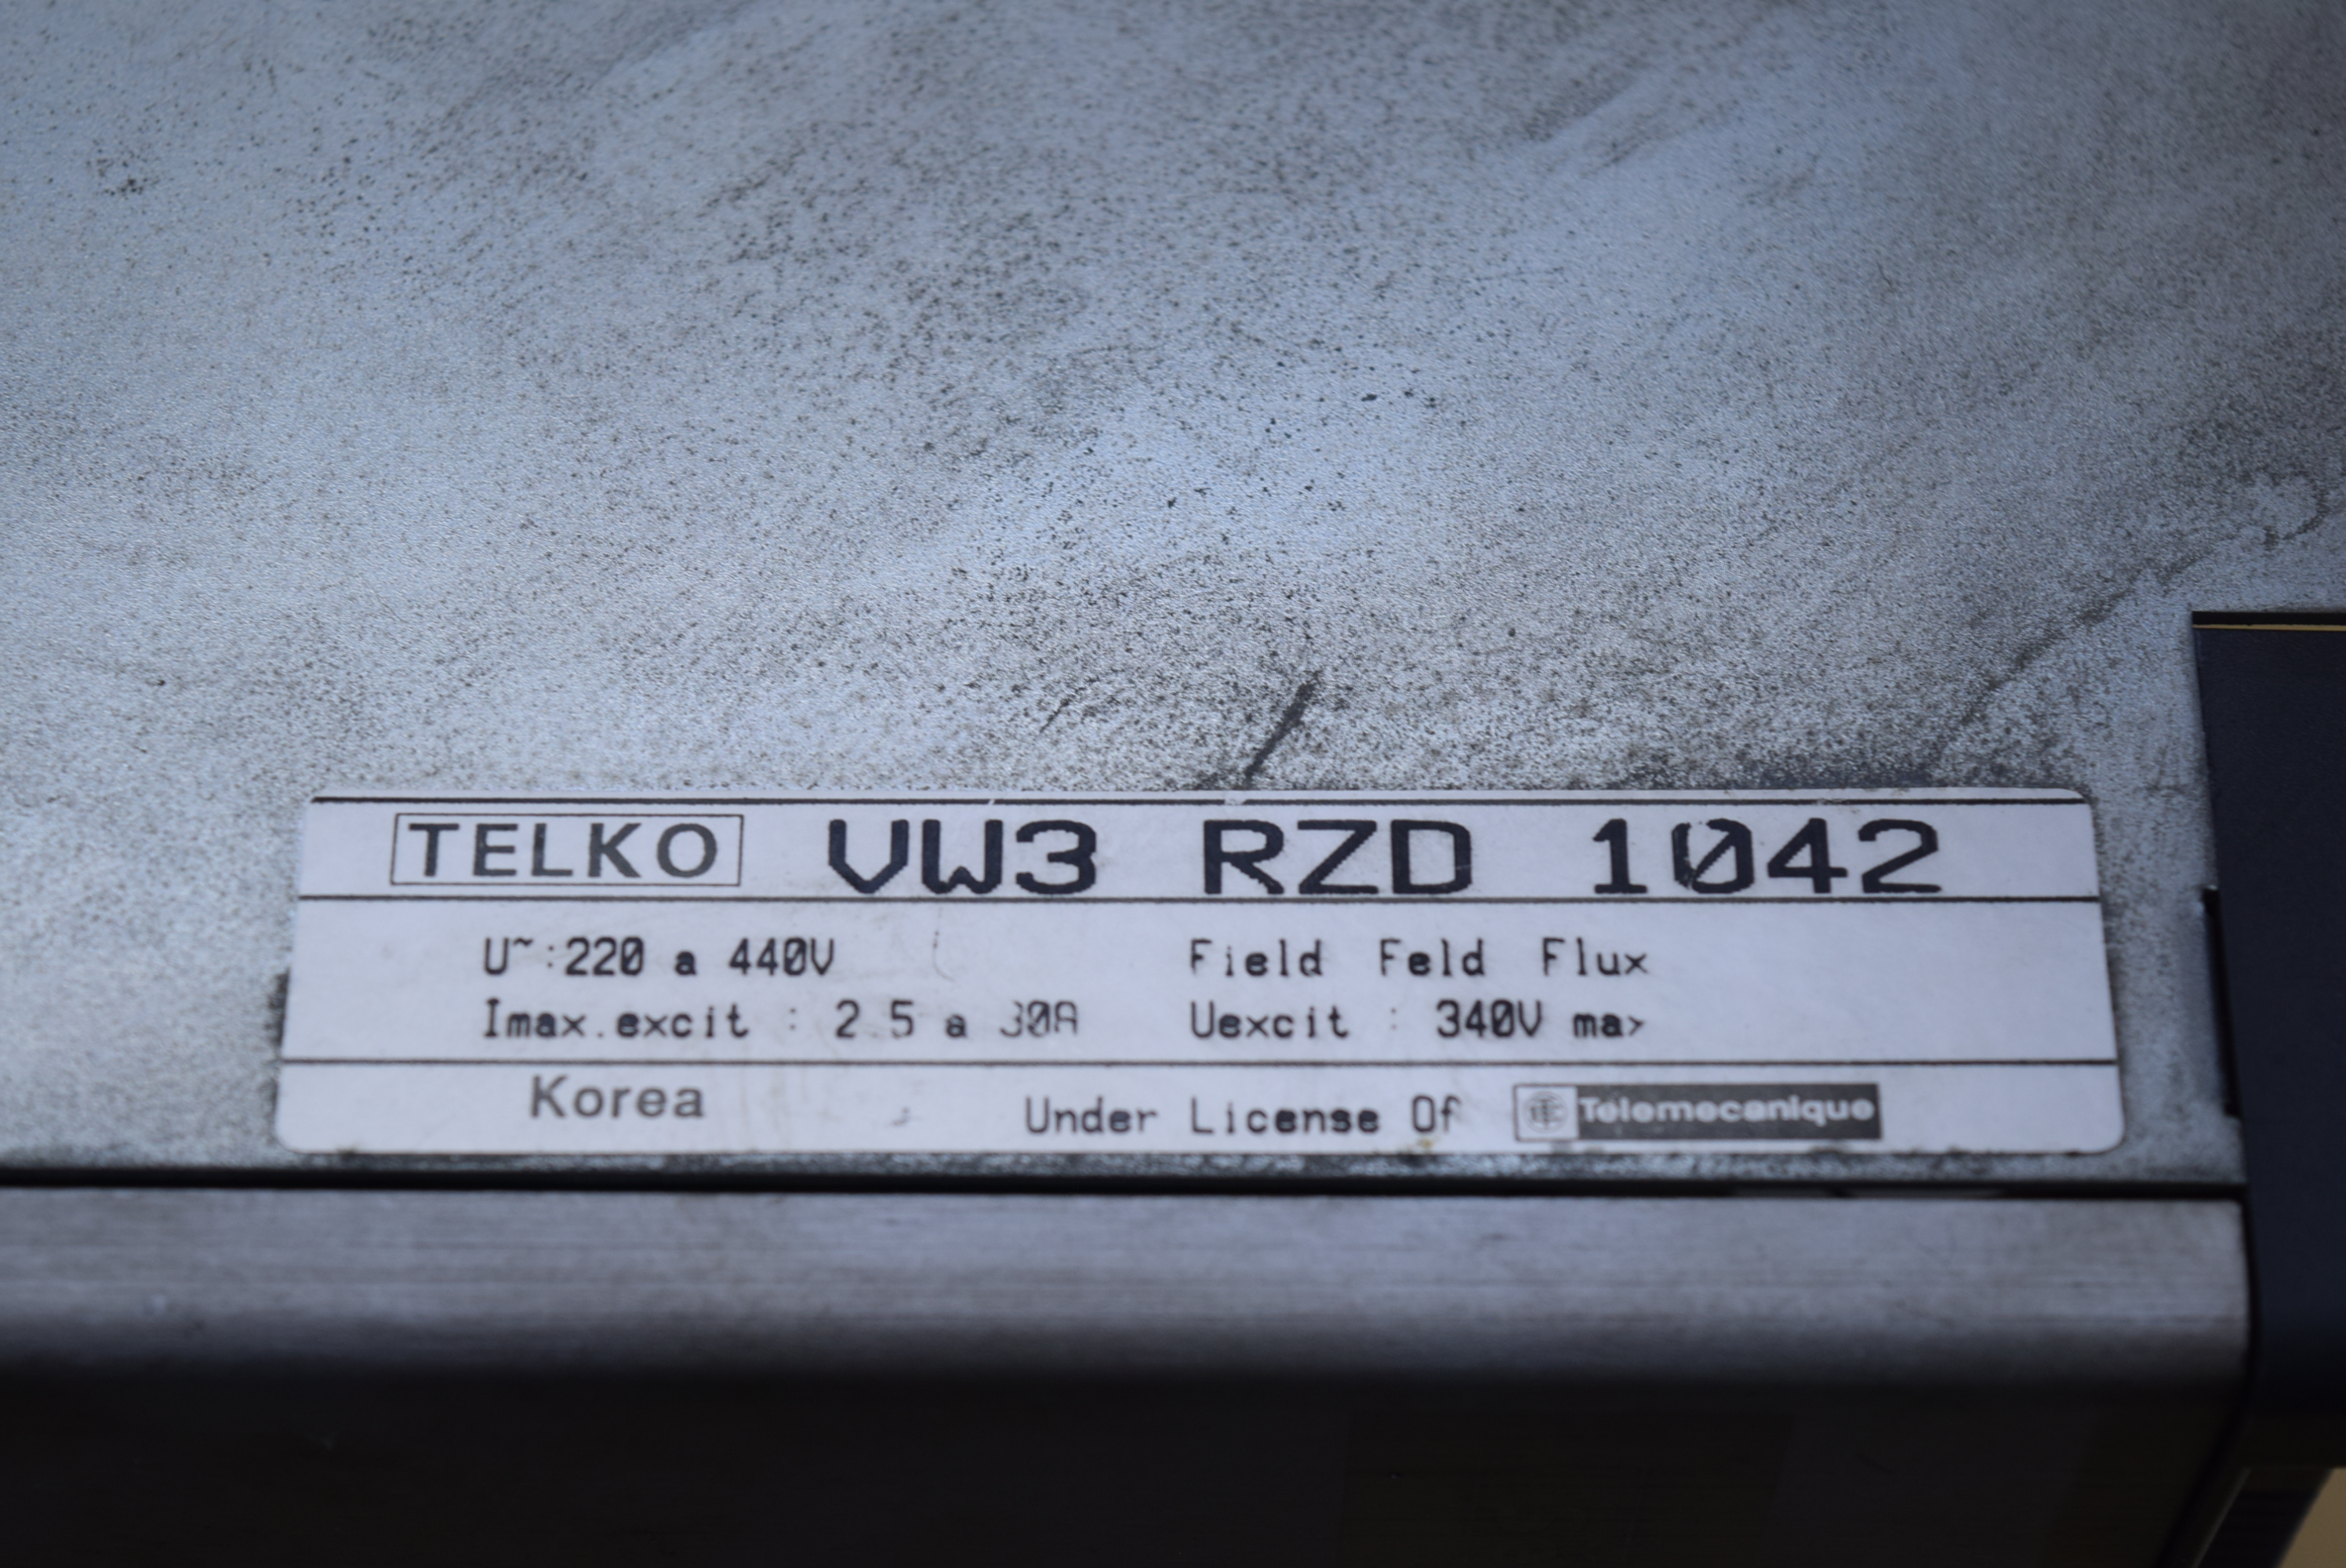 TELKO VW3 RZD 1042
U~:220 a 440V Field Feld Flux
Imax.excit : 2.5 a 30A Uexcit : 340V max
Korea Under License Of Telemecanique